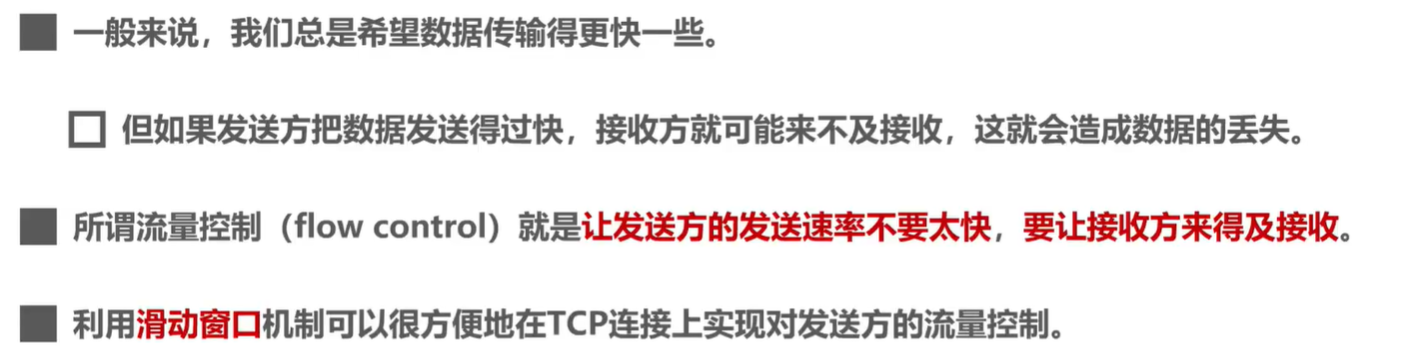 一般来说，我们总是希望数据传输得更快一些。
但如果发送方把数据发送得过快，接收方就可能来不及接收，这就会造成数据的丢失。
所谓流量控制（flow control）就是让发送方的发送速率不要太快，要让接收方来得及接收。
利用滑动窗口机制可以很方便地在TCP连接上实现对发送方的流量控制。